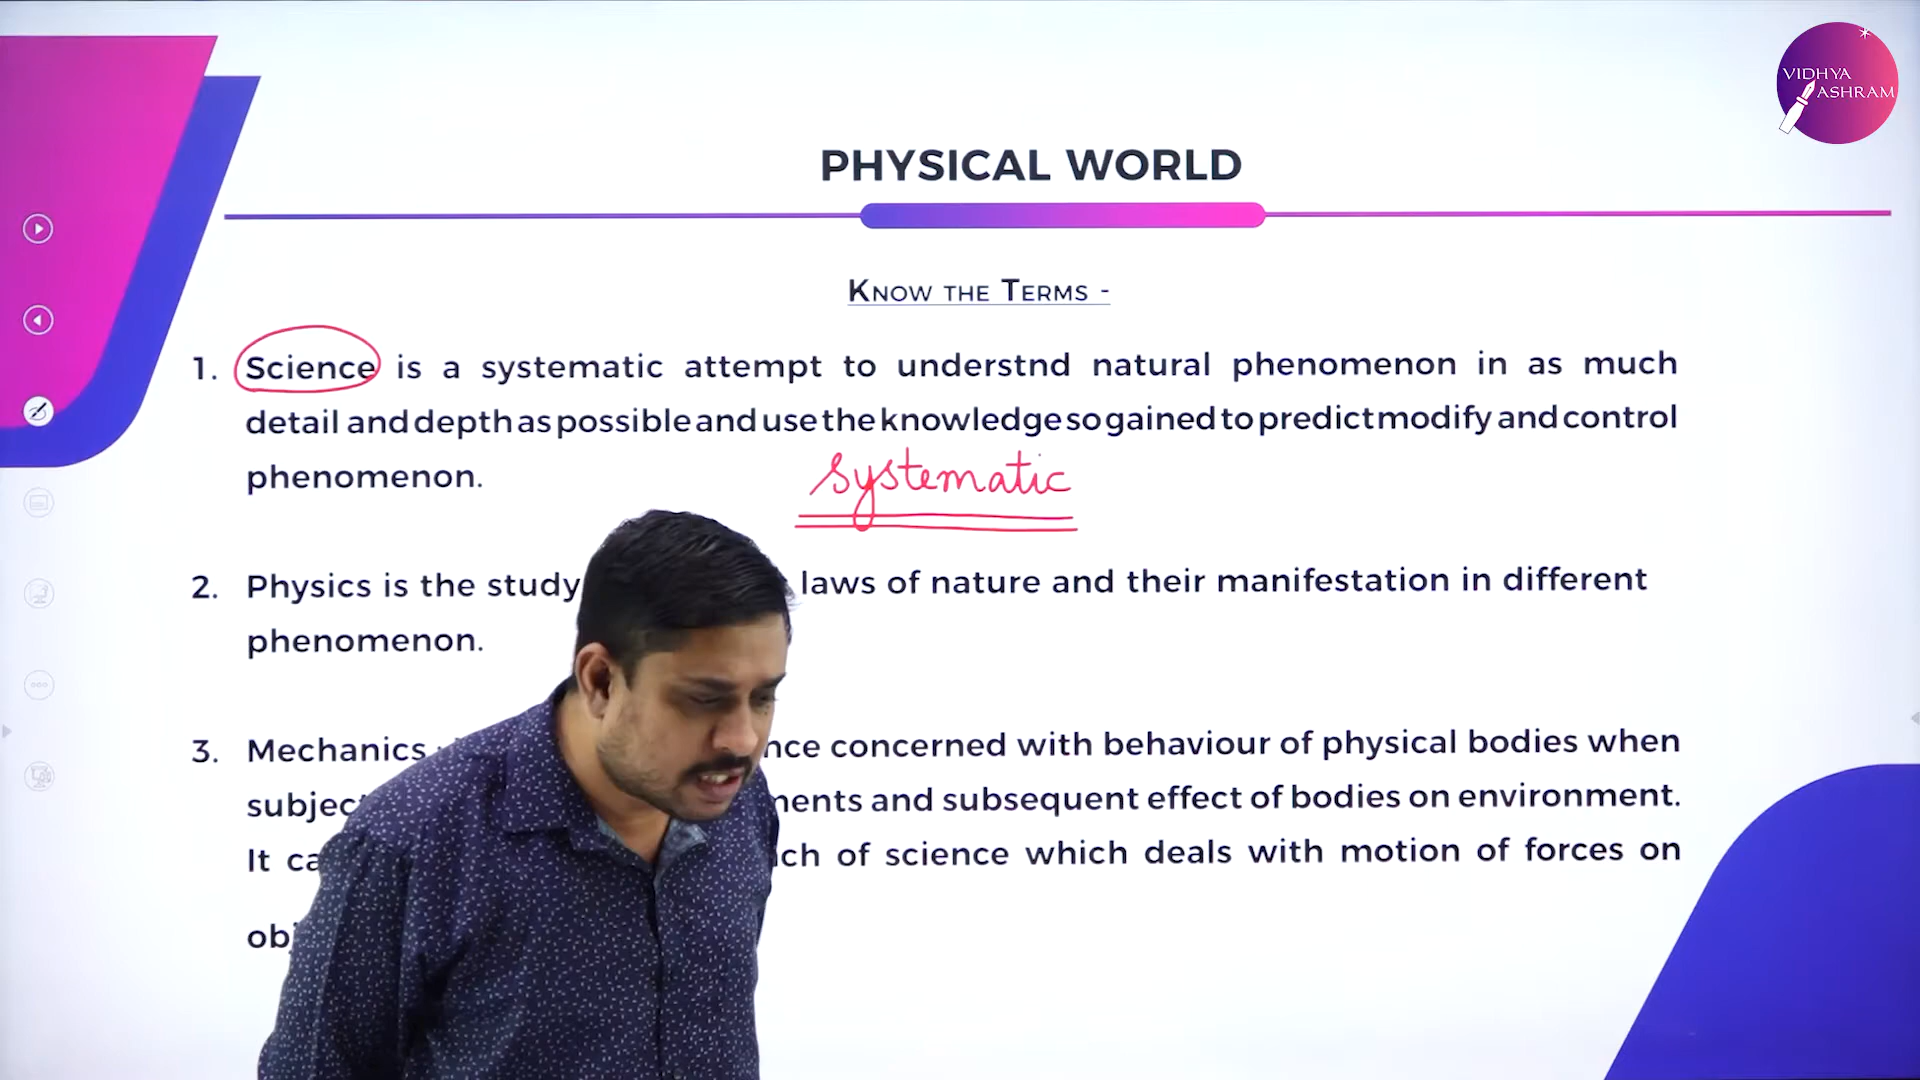 VIDHYA
ASHRAM
PHYSICAL WORLD
KNOW THE TERMS -
1. Science is a systematic attempt to understnd natural phenomenon in as much
detail and depth as possible and use the knowledge so gained to predict modify and control
phenomenon.
systematic
2. Physics is the study laws of nature and their manifestation in different
phenomenon.
3. Mechanics concerned with behaviour of physical bodies when
and subsequent effect of bodies on environment.
It of science which deals with motion of forces on